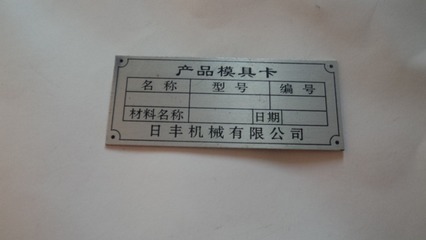 产品模具卡
名称 型号 编号
材料名称 日期
日丰机械有限公司